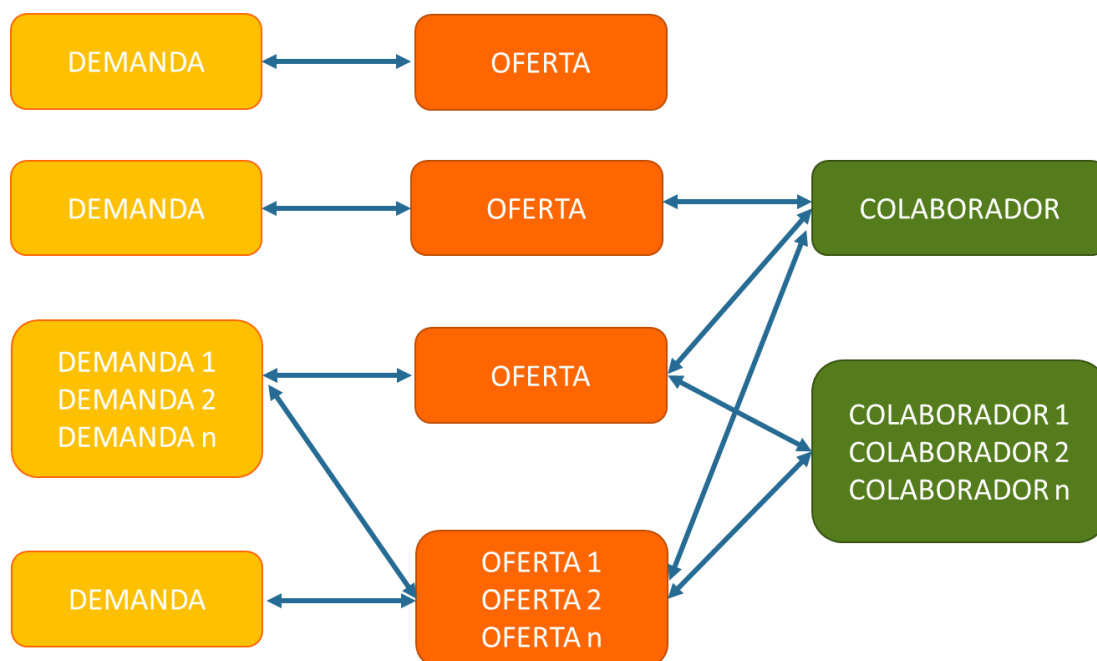 DEMANDA
OFERTA
DEMANDA
OFERTA
COLABORADOR
DEMANDA 1
DEMANDA 2
DEMANDA n
OFERTA
COLABORADOR 1
COLABORADOR 2
COLABORADOR n
DEMANDA
OFERTA 1
OFERTA 2
OFERTA n